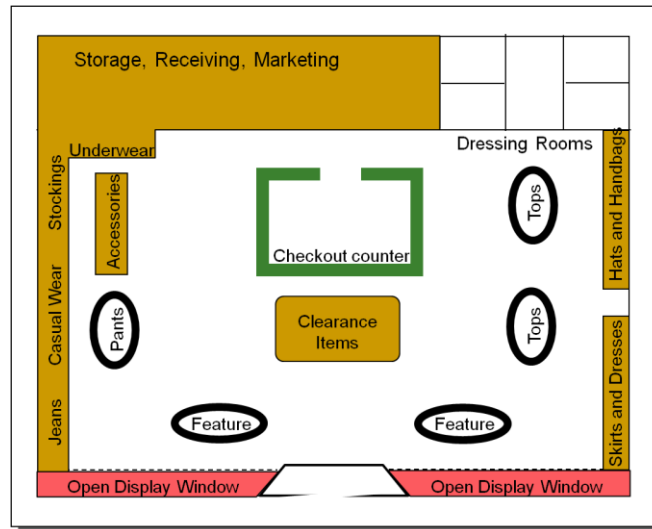 Storage, Receiving, Marketing
Underwear
Dressing Rooms
Stockings
Accessories
Tops
Hats and Handbags
Checkout counter
Casual Wear
Pants
Clearance
Items
Tops
Skirts and Dresses
Jeans
Feature
Feature
Open Display Window
Open Display Window